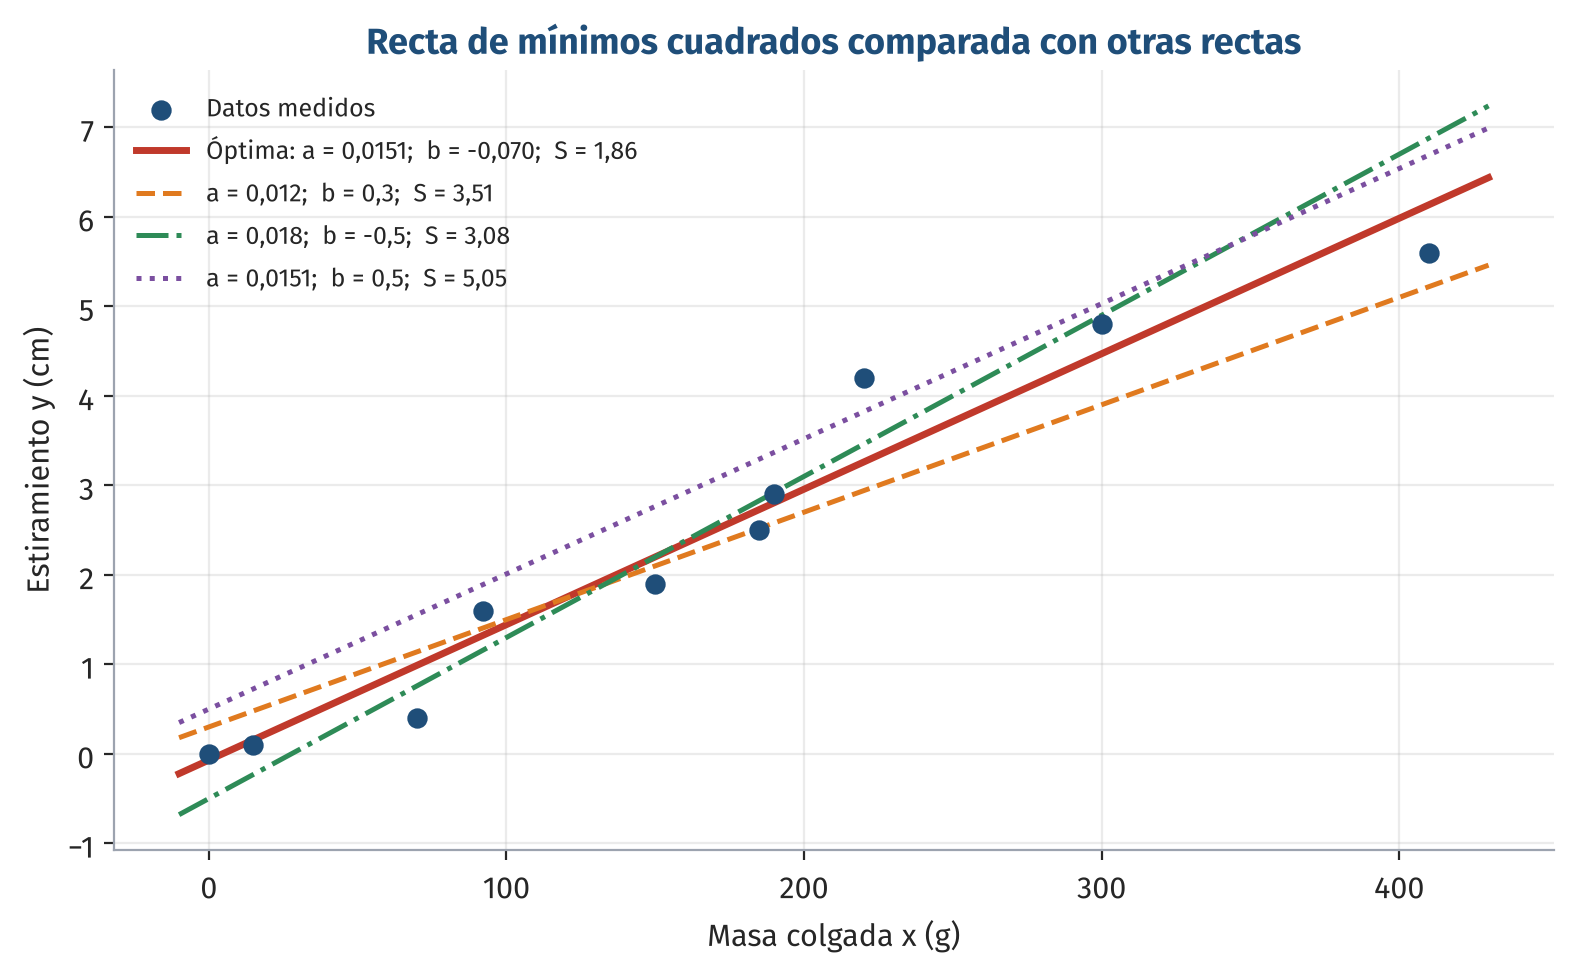 Recta de mínimos cuadrados comparada con otras rectas
Datos medidos
Óptima: a = 0,0151; b = -0,070; S = 1,86
a = 0,012; b = 0,3; S = 3,51
a = 0,018; b = -0,5; S = 3,08
a = 0,0151; b = 0,5; S = 5,05
Estiramiento y (cm)
7
6
5
4
3
2
1
0
−1
0 100 200 300 400
Masa colgada x (g)